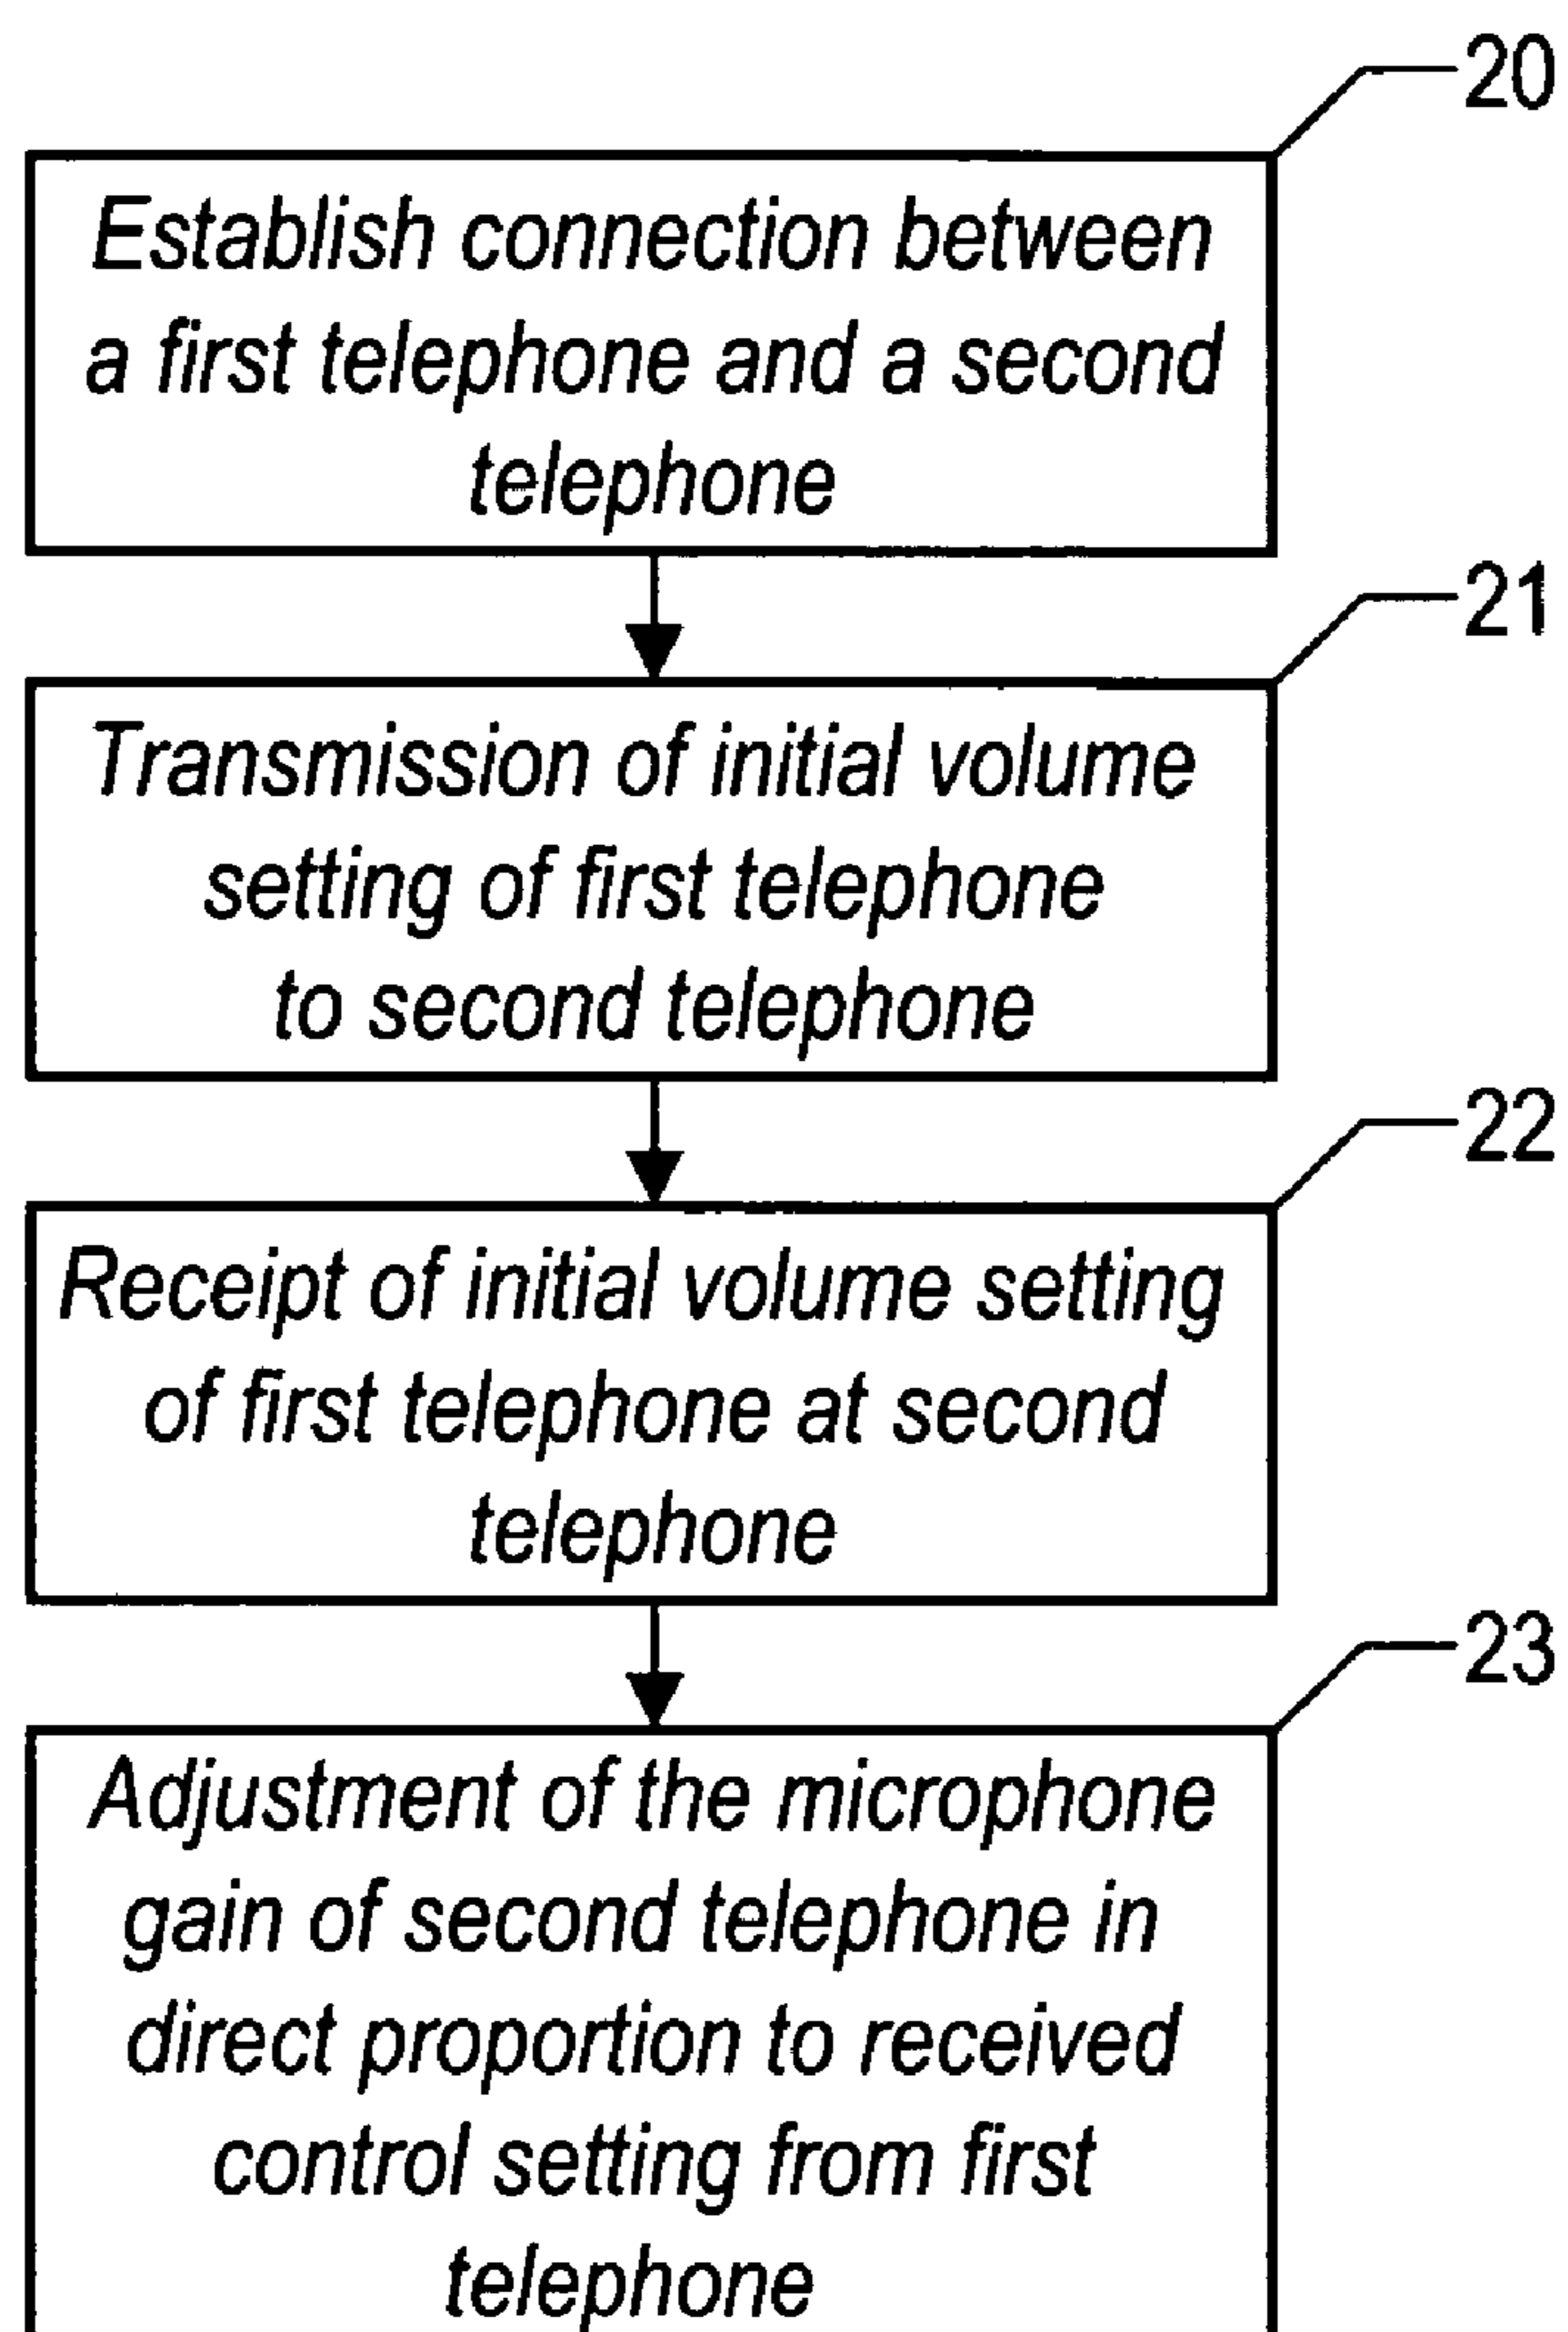 20
Establish connection between
a first telephone and a second
telephone
21
Transmission of initial volume
setting of first telephone
to second telephone
22
Receipt of initial volume setting
of first telephone at second
telephone
23
Adjustment of the microphone
gain of second telephone in
direct proportion to received
control setting from first
telephone